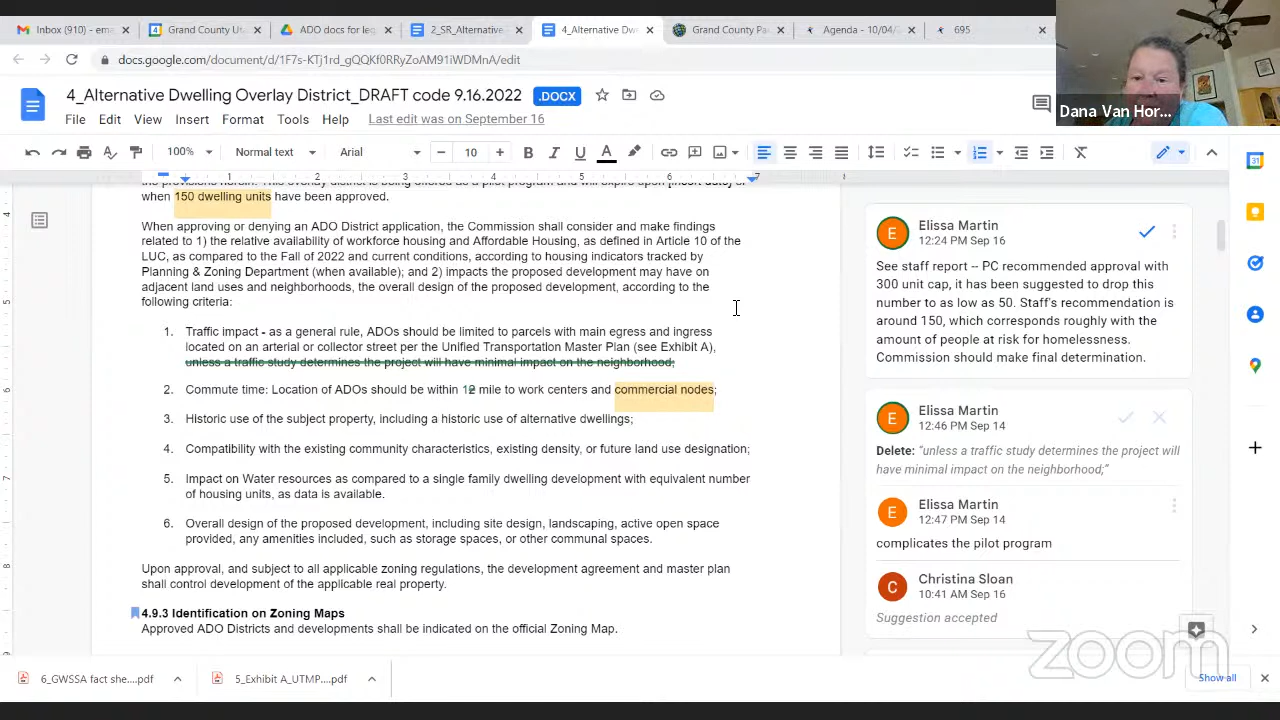 Inbox (910) - em
Grand County Ut
ADO docs for leg
2_SR_Alternative
4_Alternative Dw
Grand County Pa
Agenda - 10/04/2
695
docs.google.com/document/d/1F7s-KTj1rd_gQQKf0RRyZoAM91iWDMnA/edit
4_Alternative Dwelling Overlay District_DRAFT code 9.16.2022 .DOCX
File Edit View Insert Format Tools Help Last edit was on September 16
Dana Van Hor...
100% Normal text Arial 10 B I U A
1 2 3 4 5 6 7
when 150 dwelling units have been approved.
When approving or denying an ADO District application, the Commission shall consider and make findings
related to 1) the relative availability of workforce housing and Affordable Housing, as defined in Article 10 of the
LUC, as compared to the Fall of 2022 and current conditions, according to housing indicators tracked by
Planning & Zoning Department (when available); and 2) impacts the proposed development may have on
adjacent land uses and neighborhoods, the overall design of the proposed development, according to the
following criteria:
1. Traffic impact - as a general rule, ADOs should be limited to parcels with main egress and ingress
located on an arterial or collector street per the Unified Transportation Master Plan (see Exhibit A),
unless a traffic study determines the project will have minimal impact on the neighborhood;
2. Commute time: Location of ADOs should be within 12 mile to work centers and commercial nodes;
3. Historic use of the subject property, including a historic use of alternative dwellings;
4. Compatibility with the existing community characteristics, existing density, or future land use designation;
5. Impact on Water resources as compared to a single family dwelling development with equivalent number
of housing units, as data is available.
6. Overall design of the proposed development, including site design, landscaping, active open space
provided, any amenities included, such as storage spaces, or other communal spaces.
Upon approval, and subject to all applicable zoning regulations, the development agreement and master plan
shall control development of the applicable real property.
4.9.3 Identification on Zoning Maps
Approved ADO Districts and developments shall be indicated on the official Zoning Map.
E
Elissa Martin
12:24 PM Sep 16
See staff report -- PC recommended approval with
300 unit cap, it has been suggested to drop this
number to as low as 50. Staff's recommendation is
around 150, which corresponds roughly with the
amount of people at risk for homelessness.
Commission should make final determination.
E
Elissa Martin
12:46 PM Sep 14
Delete: "unless a traffic study determines the project will
have minimal impact on the neighborhood;"
E
Elissa Martin
12:47 PM Sep 14
complicates the pilot program
C
Christina Sloan
10:41 AM Sep 16
Suggestion accepted
zoom
6_GWSSA fact she....pdf
5_Exhibit A_UTMP....pdf
Show all